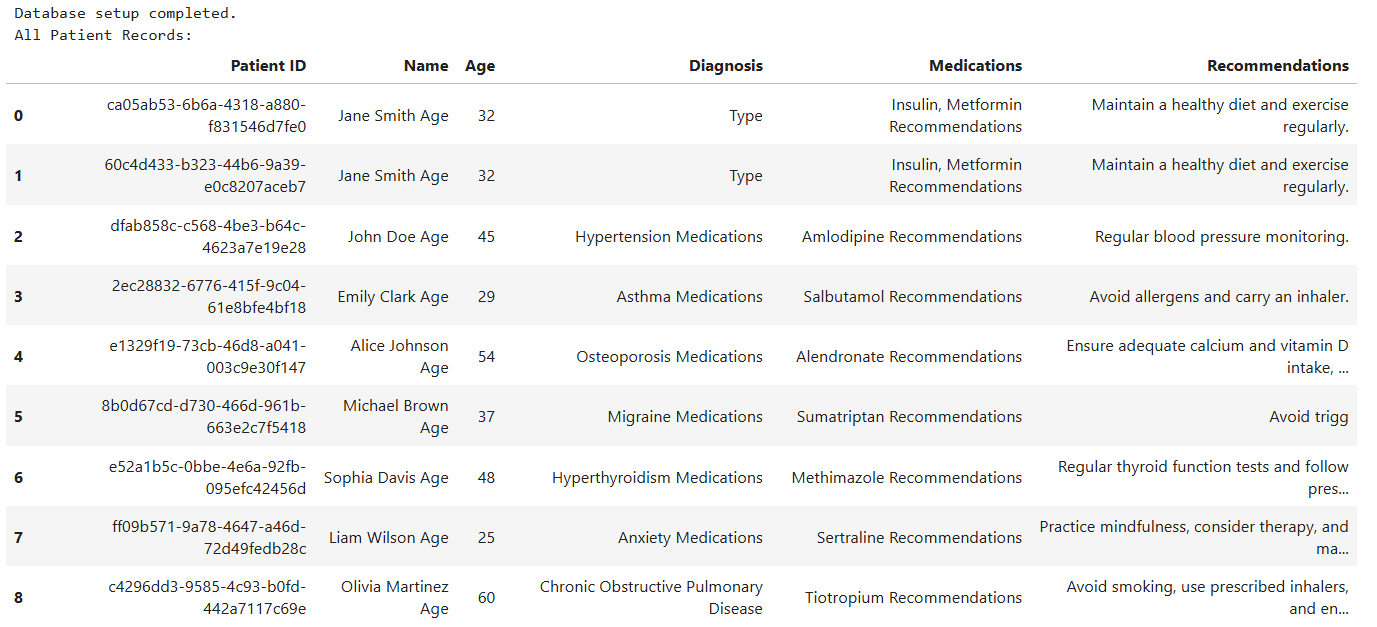 Database setup completed.
All Patient Records:
Patient ID Name Age Diagnosis Medications Recommendations
0 ca05ab53-6b6a-4318-a880-f831546d7fe0 Jane Smith Age 32 Type Insulin, Metformin Recommendations Maintain a healthy diet and exercise regularly.
1 60c4d433-b323-44b6-9a39-e0c8207aceb7 Jane Smith Age 32 Type Insulin, Metformin Recommendations Maintain a healthy diet and exercise regularly.
2 dfab858c-c568-4be3-b64c-4623a7e19e28 John Doe Age 45 Hypertension Medications Amlodipine Recommendations Regular blood pressure monitoring.
3 2ec28832-6776-415f-9c04-61e8bfe4bf18 Emily Clark Age 29 Asthma Medications Salbutamol Recommendations Avoid allergens and carry an inhaler.
4 e1329f19-73cb-46d8-a041-003c9e30f147 Alice Johnson Age 54 Osteoporosis Medications Alendronate Recommendations Ensure adequate calcium and vitamin D intake, ...
5 8b0d67cd-d730-466d-961b-663e2c7f5418 Michael Brown Age 37 Migraine Medications Sumatriptan Recommendations Avoid trigg
6 e52a1b5c-0bbe-4e6a-92fb-095efc42456d Sophia Davis Age 48 Hyperthyroidism Medications Methimazole Recommendations Regular thyroid function tests and follow pres...
7 ff09b571-9a78-4647-a46d-72d49fedb28c Liam Wilson Age 25 Anxiety Medications Sertraline Recommendations Practice mindfulness, consider therapy, and ma...
8 c4296dd3-9585-4c93-b0fd-442a7117c69e Olivia Martinez Age 60 Chronic Obstructive Pulmonary Disease Tiotropium Recommendations Avoid smoking, use prescribed inhalers, and en...